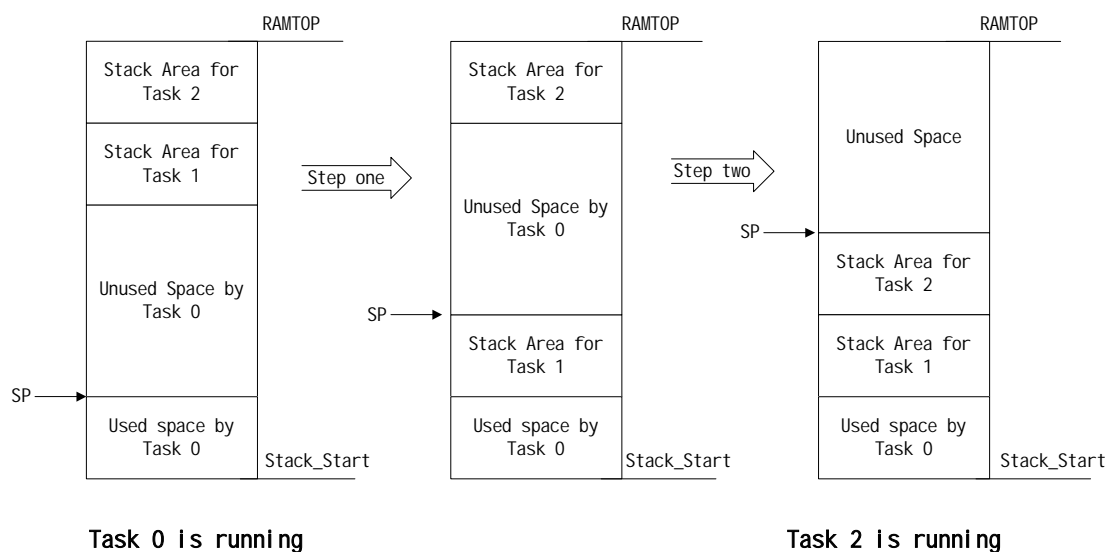 RAMTOP
Stack Area for
Task 2
Stack Area for
Task 1
Unused Space by
Task 0
SP
Used space by
Task 0
Stack_Start
Task 0 is running
Step one
RAMTOP
Stack Area for
Task 2
Unused Space by
Task 0
SP
Stack Area for
Task 1
Used space by
Task 0
Stack_Start
Step two
RAMTOP
Unused Space
SP
Stack Area for
Task 2
Stack Area for
Task 1
Used space by
Task 0
Stack_Start
Task 2 is running